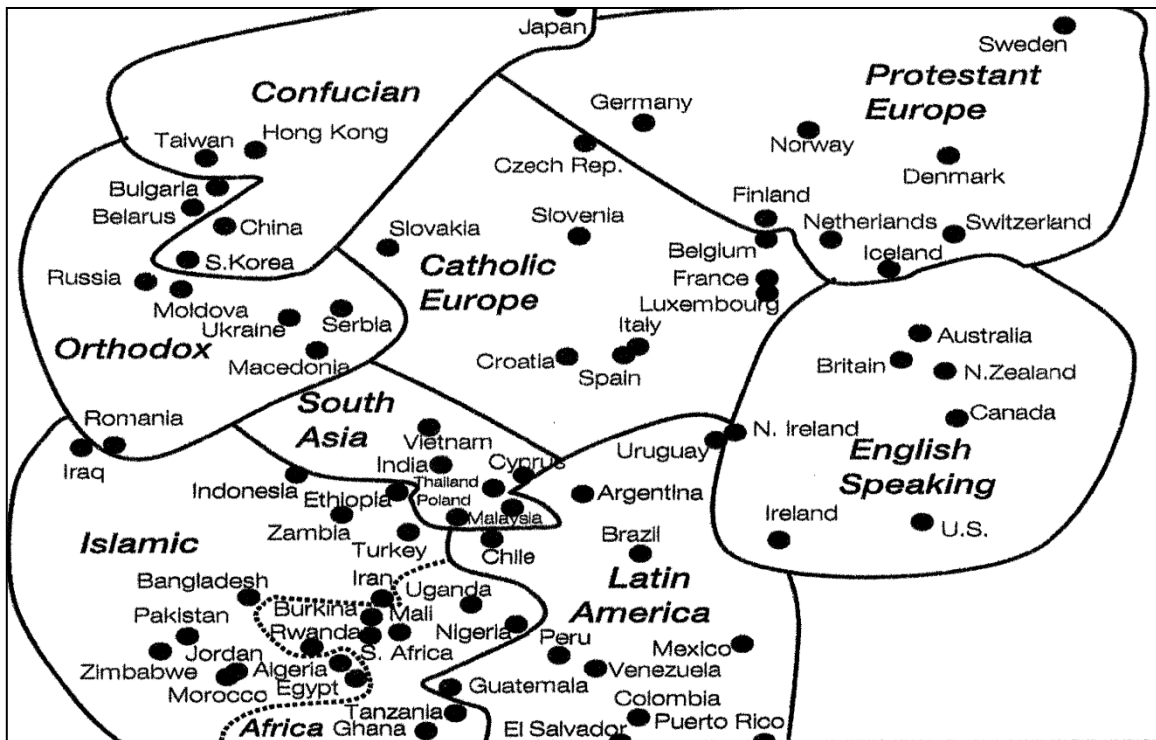 Japan
Sweden
Confucian
Protestant
Europe
Germany
Hong Kong
Taiwan
Norway
Czech Rep.
Denmark
Bulgaria
Belarus
Finland
China
Slovakia
Slovenia
Netherlands
Switzerland
Belgium
Iceland
S.Korea
Catholic
Europe
Russia
France
Moldova
Luxembourg
Ukraine
Serbia
Italy
Australia
Orthodox
Macedonia
Croatia
Spain
Britain
N.Zealand
South
Asia
Romania
Canada
Vietnam
N. Ireland
Uruguay
English
Speaking
Iraq
India
Cyprus
Indonesia
Thailand
Ethiopia
Poland
Argentina
Malaysia
Ireland
U.S.
Zambia
Islamic
Turkey
Chile
Brazil
Latin
America
Bangladesh
Iran
Uganda
Burkina
Mali
Pakistan
Rwanda
Nigeria
S. Africa
Peru
Mexico
Jordan
Zimbabwe
Algeria
Venezuela
Morocco
Egypt
Guatemala
Colombia
Tanzania
Africa
Ghana
El Salvador
Puerto Rico